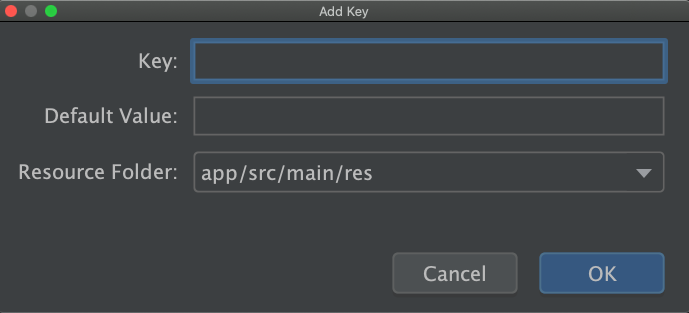 Add Key
Key:
Default Value:
Resource Folder: app/src/main/res
Cancel OK